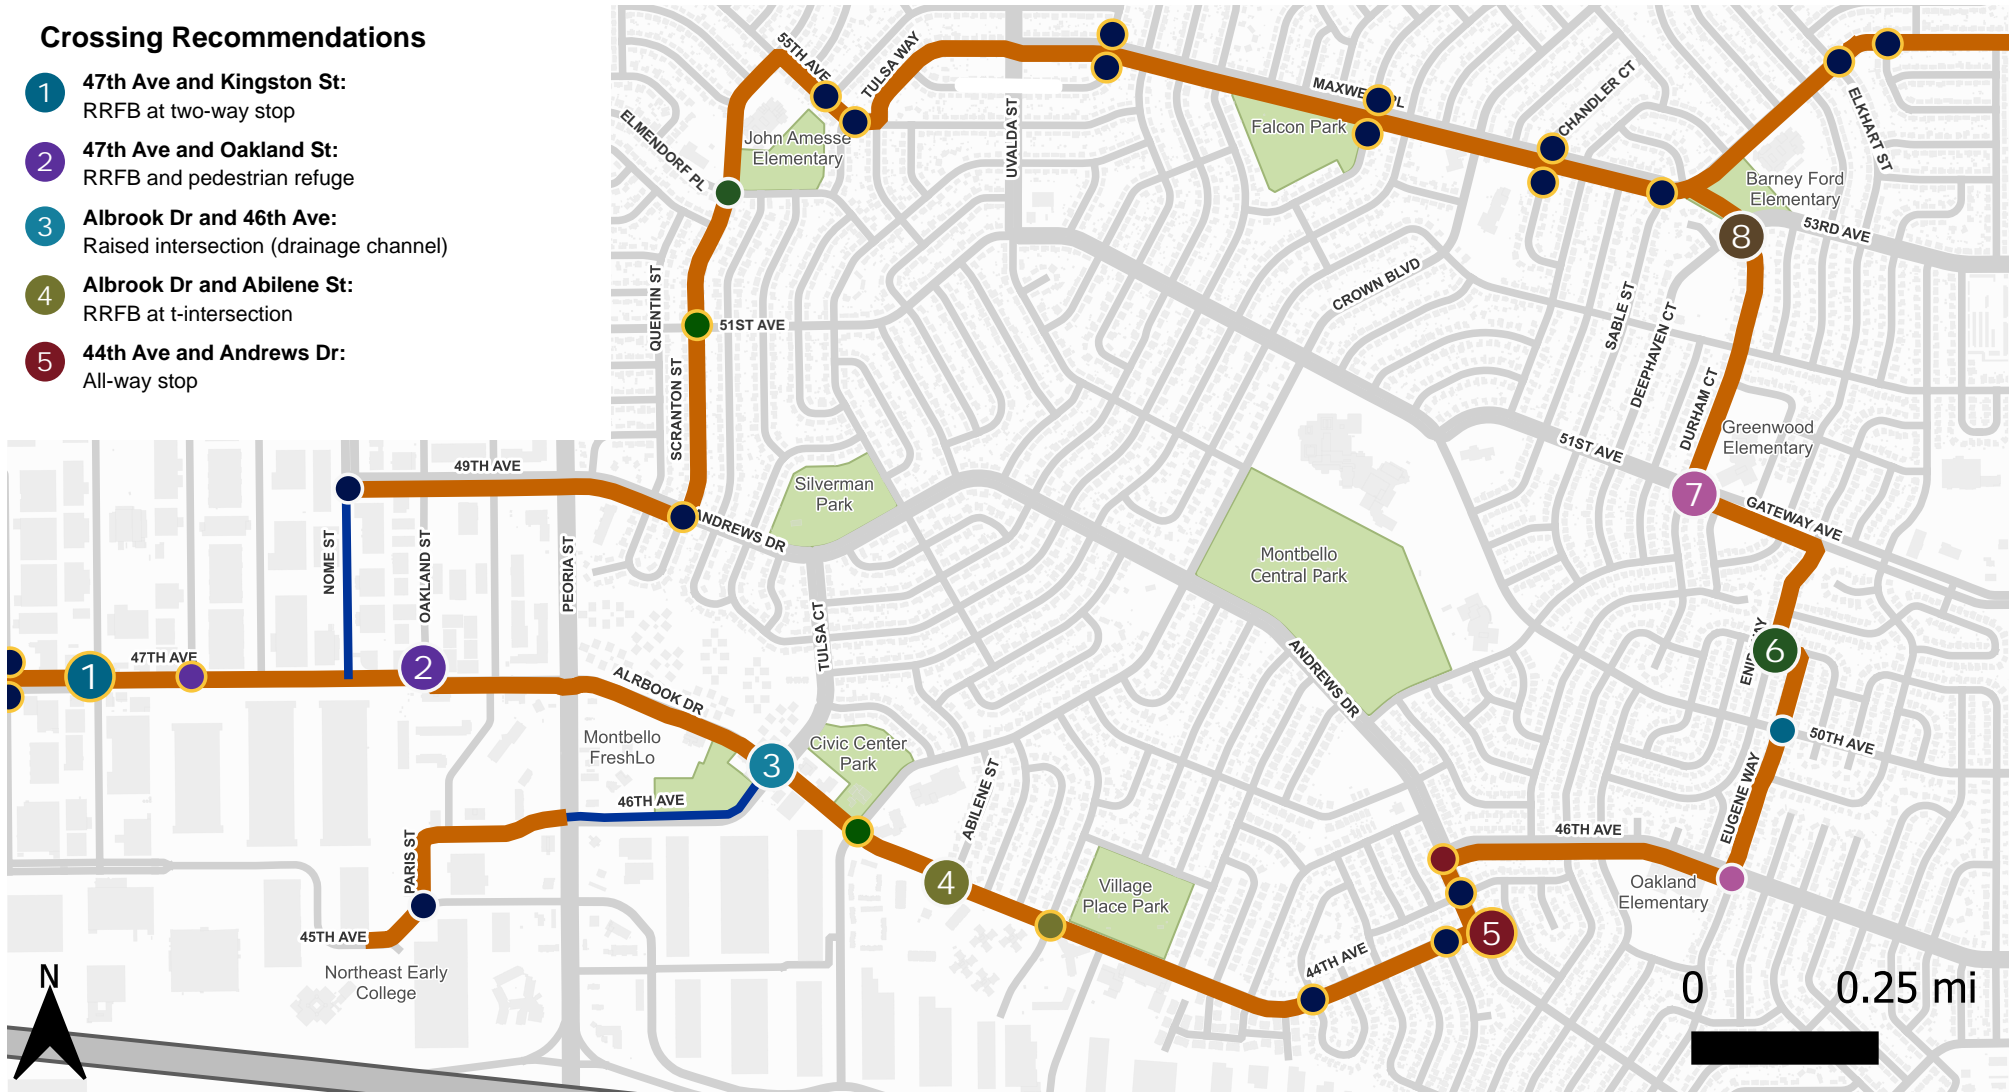 Crossing Recommendations
1
47th Ave and Kingston St:
RRFB at two-way stop
2
47th Ave and Oakland St:
RRFB and pedestrian refuge
3
Albrook Dr and 46th Ave:
Raised intersection (drainage channel)
4
Albrook Dr and Abilene St:
RRFB at t-intersection
5
44th Ave and Andrews Dr:
All-way stop
55TH AVE
TULSA WAY
ELMENDORF PL
John Amesse
Elementary
UVALDA ST
Falcon Park
CHANDLER CT
ELKHART ST
Barney Ford
Elementary
53RD AVE
8
CROWN BLVD
QUENTIN ST
51ST AVE
SCRANTON ST
SABLE ST
DEEPHAVEN CT
DURHAM CT
Greenwood
Elementary
51ST AVE
7
GATEWAY AVE
49TH AVE
Silverman
Park
ANDREWS DR
NOME ST
OAKLAND ST
PEORIA ST
Montbello
Central Park
TULSA CT
ANDREWS DR
6
47TH AVE
1
2
ALRBOOK DR
50TH AVE
Montbello
FreshLo
3
Civic Center
Park
46TH AVE
ABILENE ST
EUGENE WAY
46TH AVE
PARIS ST
4
Village
Place Park
Oakland
Elementary
5
45TH AVE
44TH AVE
Northeast Early
College
N
0 0.25 mi